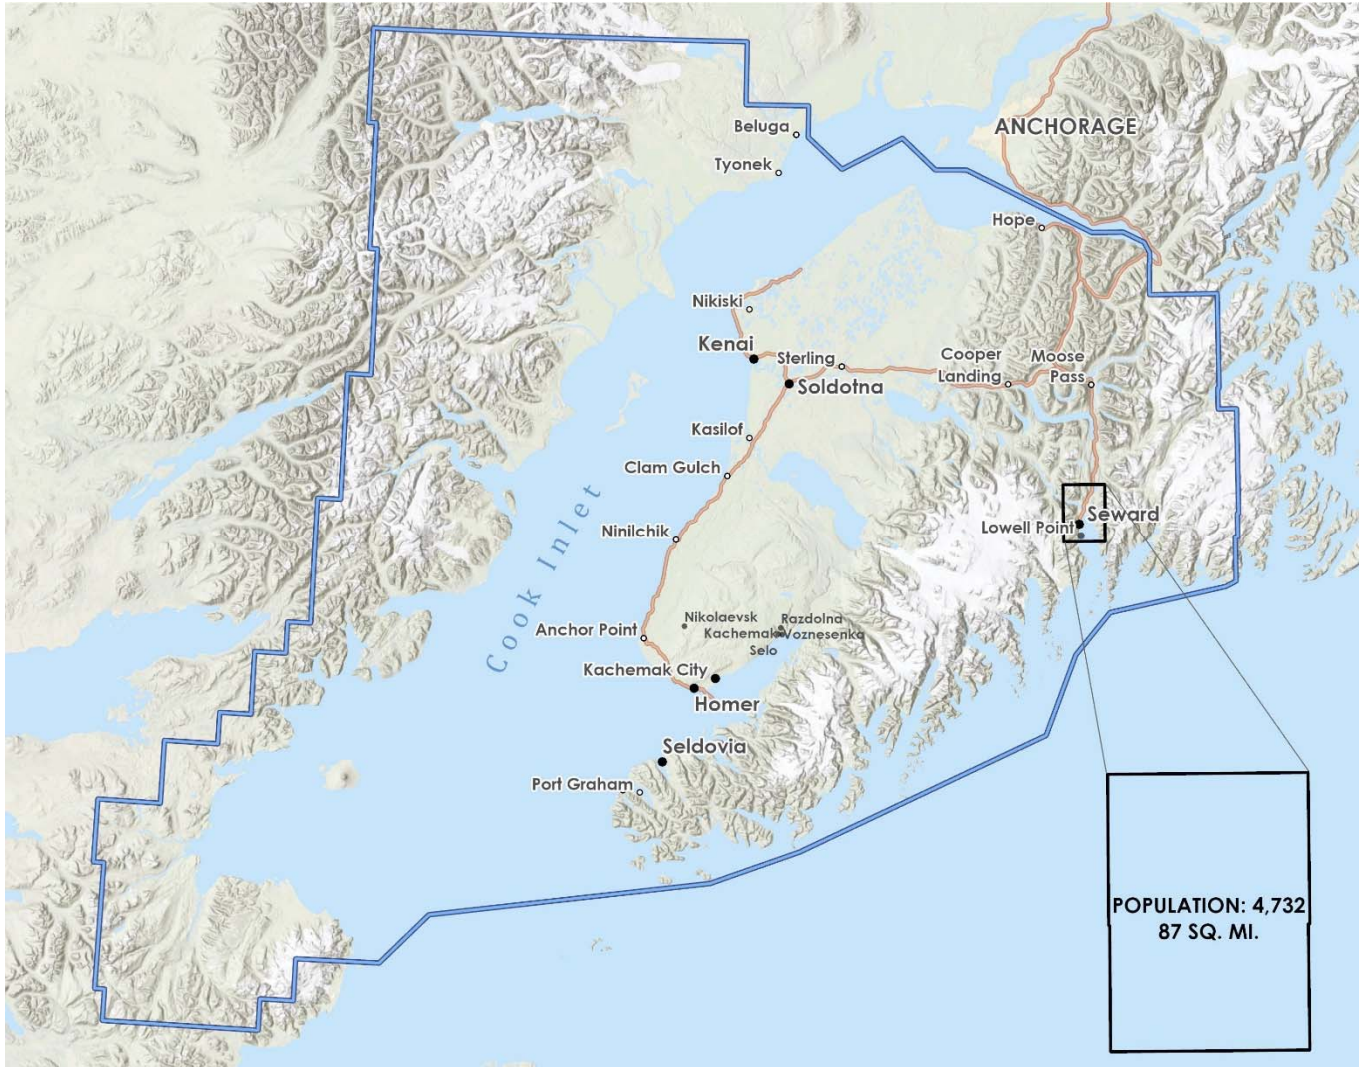 Beluga
ANCHORAGE
Tyonek
Hope
Nikiski
Kenai
Sterling
Cooper
Landing
Moose
Pass
Soldotna
Kasilof
Clam Gulch
Cook Inlet
Seward
Lowell Point
Ninilchik
Nikolaevsk
Razdolna
Kachemak
Voznesenka
Selo
Anchor Point
Kachemak City
Homer
Seldovia
Port Graham
POPULATION: 4,732
87 SQ. MI.